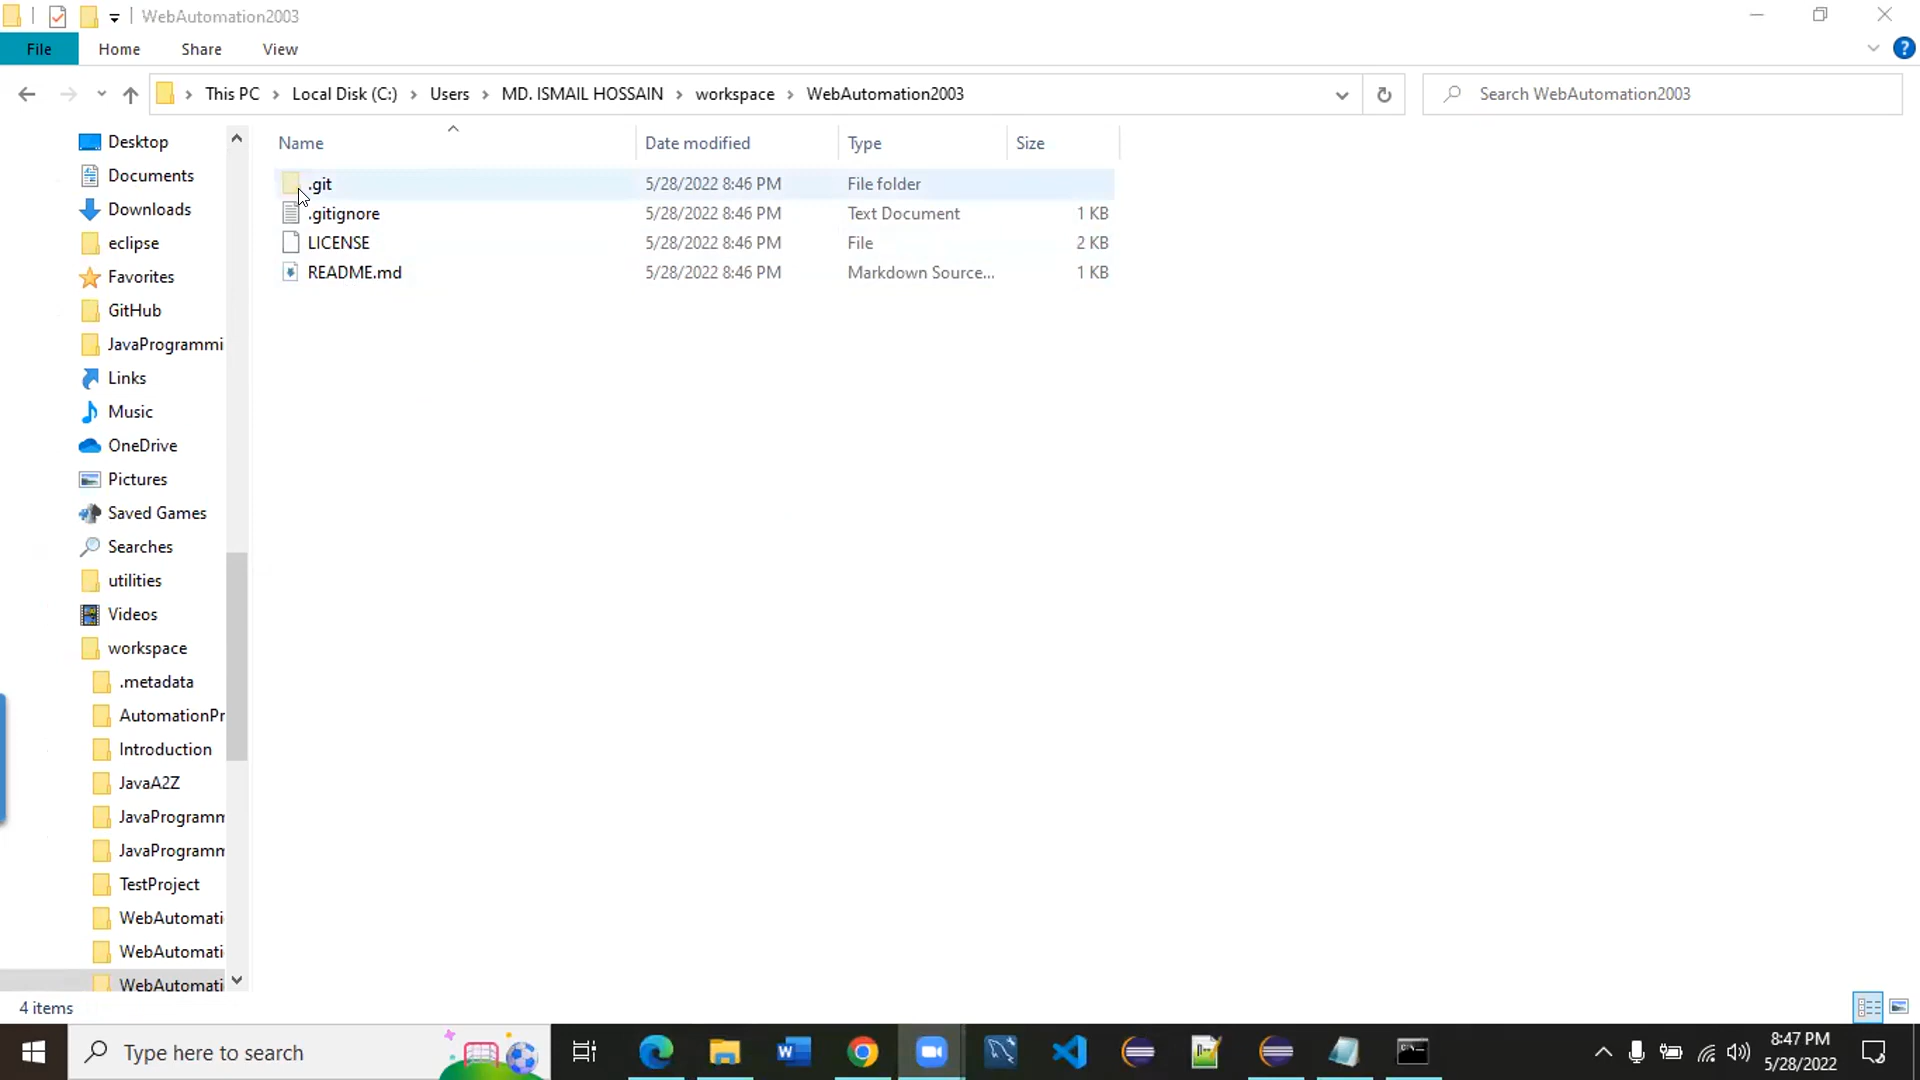 WebAutomation2003
File Home Share View
This PC Local Disk (C:) Users MD. ISMAIL HOSSAIN workspace WebAutomation2003
Search WebAutomation2003
Name Date modified Type Size
.git 5/28/2022 8:46 PM File folder
.gitignore 5/28/2022 8:46 PM Text Document 1 KB
LICENSE 5/28/2022 8:46 PM File 2 KB
README.md 5/28/2022 8:46 PM Markdown Source... 1 KB
Desktop
Documents
Downloads
eclipse
Favorites
GitHub
JavaProgrammi
Links
Music
OneDrive
Pictures
Saved Games
Searches
utilities
Videos
workspace
.metadata
AutomationPr
Introduction
JavaA2Z
JavaProgramm
JavaProgramm
TestProject
WebAutomati
WebAutomati
WebAutomati
4 items
Type here to search
8:47 PM
5/28/2022